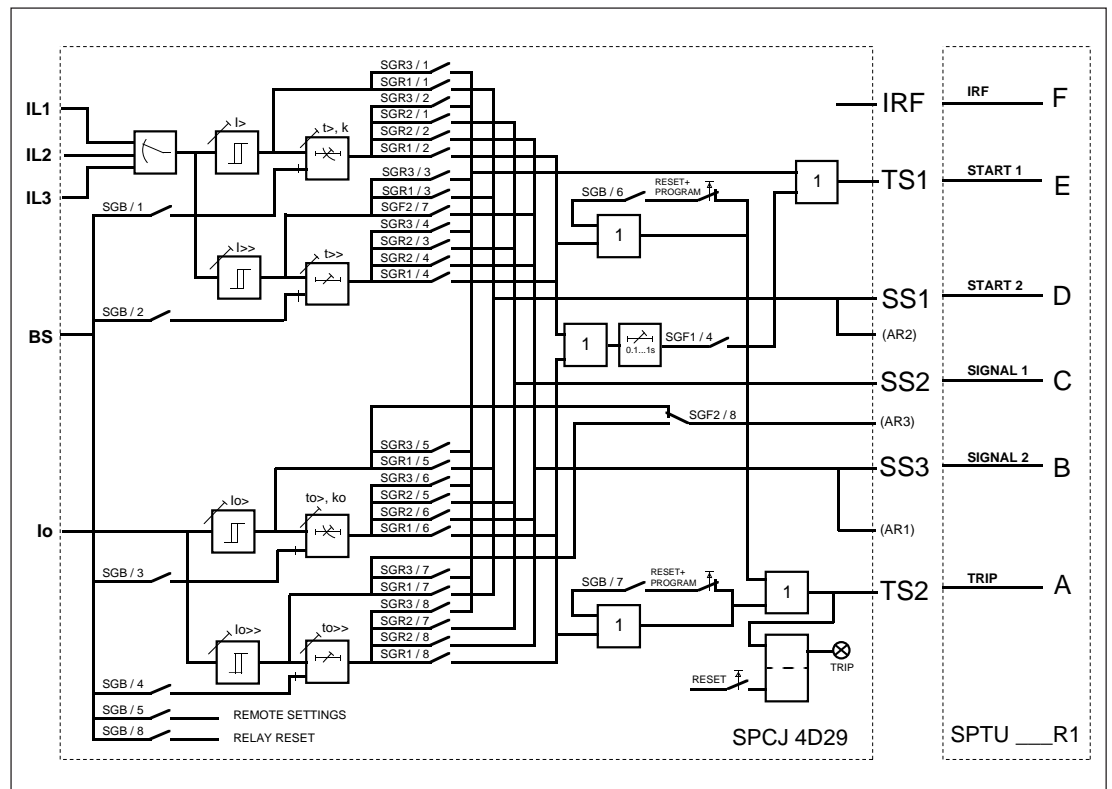 IL1
IL2
IL3
BS
Io
I>
t>, k
I>>
t>>
Io>
to>, ko
Io>>
to>>
SGB / 1
SGB / 2
SGB / 3
SGB / 4
SGB / 5
REMOTE SETTINGS
SGB / 8
RELAY RESET
SGR3 / 1
SGR1 / 1
SGR3 / 2
SGR2 / 1
SGR2 / 2
SGR1 / 2
SGR3 / 3
SGR1 / 3
SGF2 / 7
SGR3 / 4
SGR2 / 3
SGR2 / 4
SGR1 / 4
SGR3 / 5
SGR1 / 5
SGR3 / 6
SGR2 / 5
SGR2 / 6
SGR1 / 6
SGR3 / 7
SGR1 / 7
SGR3 / 8
SGR2 / 7
SGR2 / 8
SGR1 / 8
SGB / 6
RESET+
PROGRAM
1
1
1
0.1...1s
SGF1 / 4
SGF2 / 8
SGB / 7
RESET+
PROGRAM
1
1
RESET
TRIP
IRF
TS1
SS1
(AR2)
SS2
(AR3)
SS3
(AR1)
TS2
SPCJ 4D29
IRF
F
START 1
E
START 2
D
SIGNAL 1
C
SIGNAL 2
B
TRIP
A
SPTU ___R1